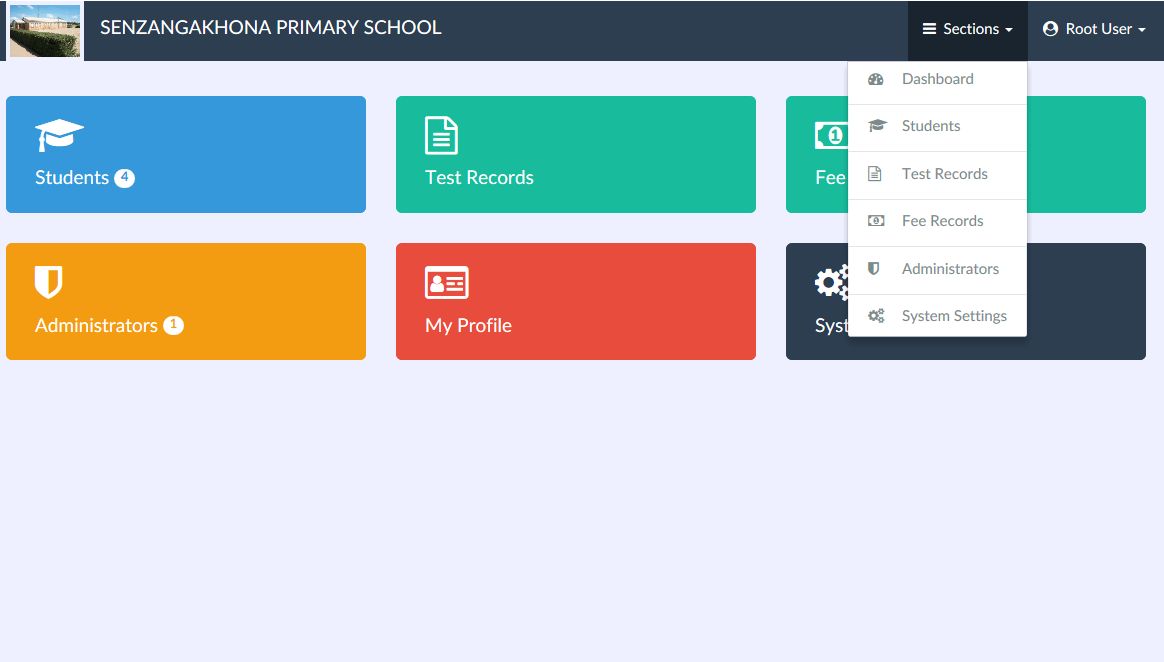 SENZANGAKHONA PRIMARY SCHOOL
Sections
Root User
Dashboard
Students
Test Records
Fee Records
Administrators
System Settings
Students 4
Test Records
Fee
Administrators 1
My Profile
Syst